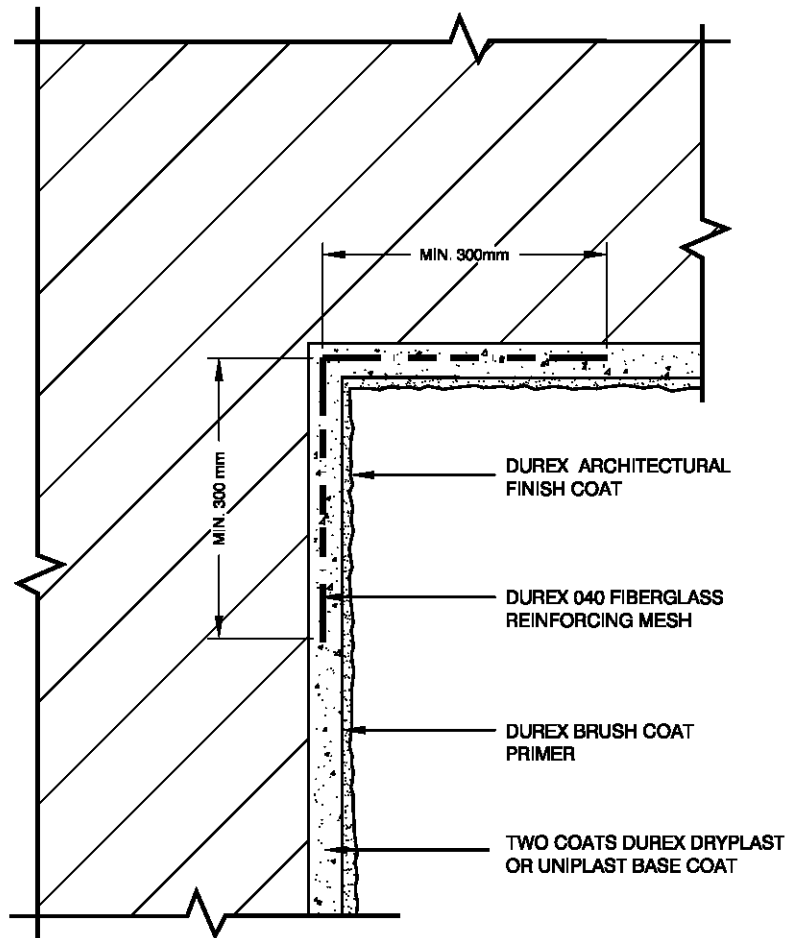 MIN. 300mm
MIN. 300 mm
DUREX ARCHITECTURAL
FINISH COAT
DUREX 040 FIBERGLASS
REINFORCING MESH
DUREX BRUSH COAT
PRIMER
TWO COATS DUREX DRYPLAST
OR UNIPLAST BASE COAT